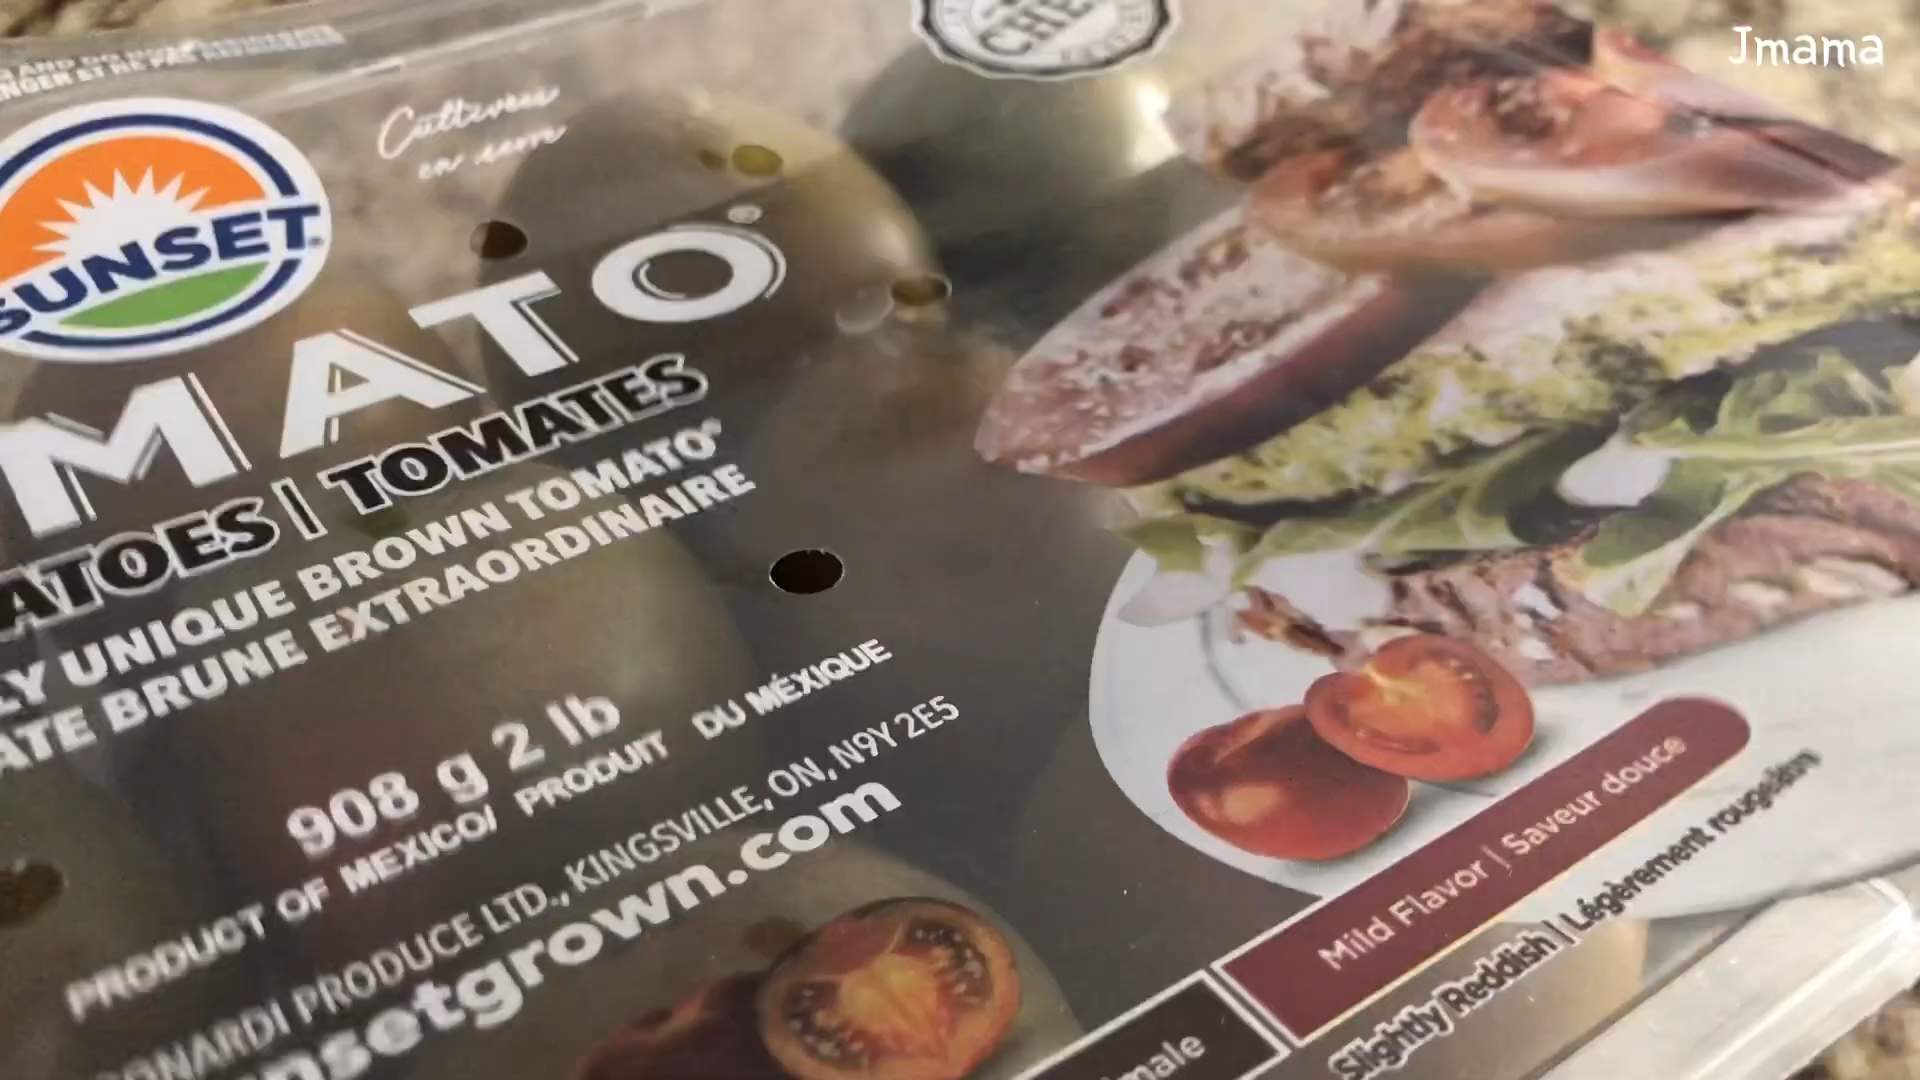 Jmama
CHE
Cultivées
en serre
SUNSET®
MATO®
ATOES | TOMATES
LY UNIQUE BROWN TOMATO®
ATE BRUNE EXTRAORDINAIRE
908 g 2 lb
PRODUCT OF MEXICO/ PRODUIT DU MÉXIQUE
ONARDI PRODUCE LTD., KINGSVILLE, ON, N9Y 2E5
nsetgrown.com
Mild Flavor | Saveur douce
Slightly Reddish | Légèrement rougeâtre
male